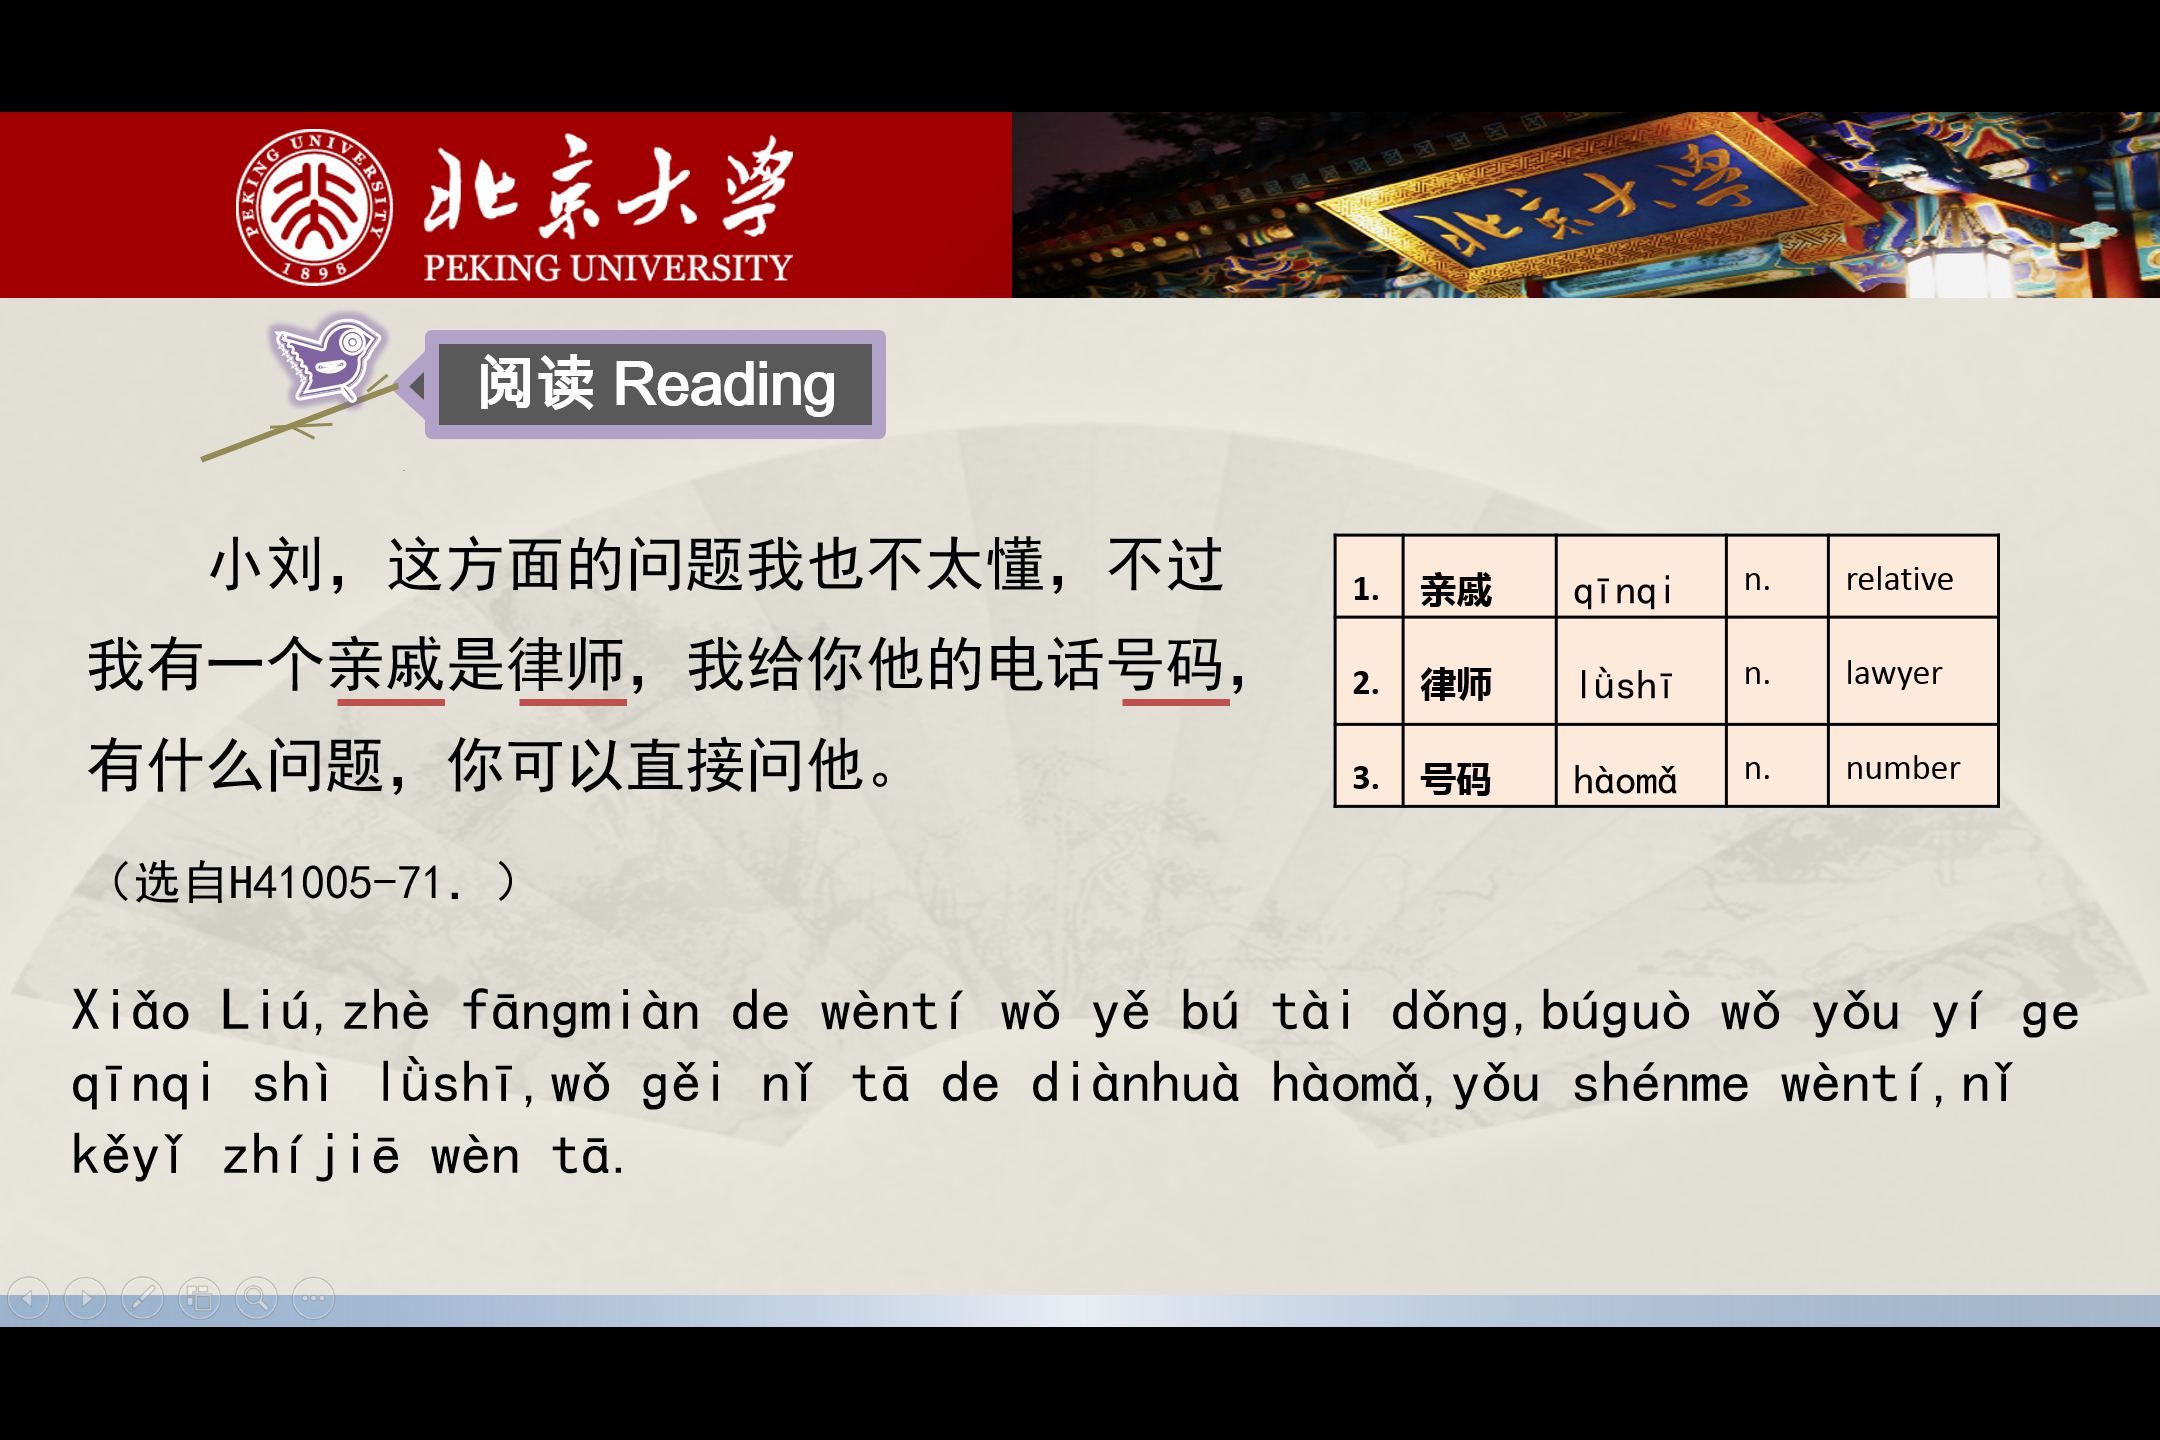 PEKING UNIVERSITY
1898
北京大学
PEKING UNIVERSITY
北京大学
阅读 Reading
小刘，这方面的问题我也不太懂，不过
我有一个亲戚是律师，我给你他的电话号码，
有什么问题，你可以直接问他。
（选自H41005-71．）
1. 亲戚 qīnqi n. relative
2. 律师 lǜshī n. lawyer
3. 号码 hàomǎ n. number
Xiǎo Liú,zhè fāngmiàn de wèntí wǒ yě bú tài dǒng,búguò wǒ yǒu yí ge
qīnqi shì lǜshī,wǒ gěi nǐ tā de diànhuà hàomǎ,yǒu shénme wèntí,nǐ
kěyǐ zhíjiē wèn tā.